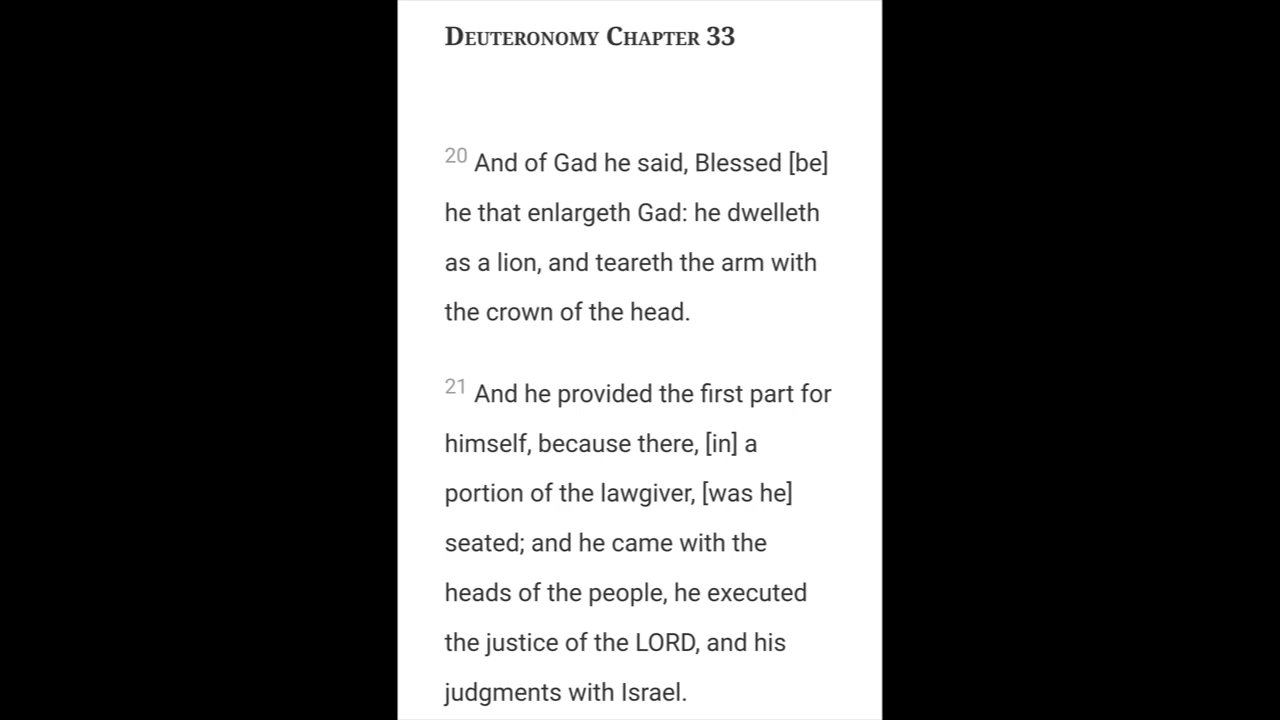 Deuteronomy Chapter 33
20 And of Gad he said, Blessed [be]
he that enlargeth Gad: he dwelleth
as a lion, and teareth the arm with
the crown of the head.
21 And he provided the first part for
himself, because there, [in] a
portion of the lawgiver, [was he]
seated; and he came with the
heads of the people, he executed
the justice of the LORD, and his
judgments with Israel.